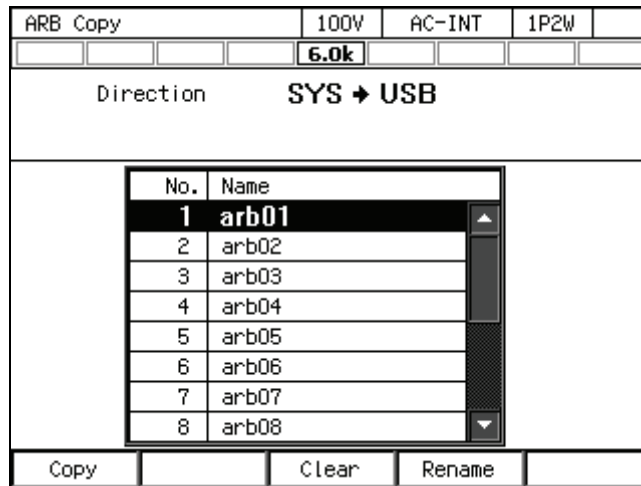 ARB Copy 100V AC-INT 1P2W
6.0k
Direction SYS → USB
No. Name
1 arb01
2 arb02
3 arb03
4 arb04
5 arb05
6 arb06
7 arb07
8 arb08
Copy Clear Rename